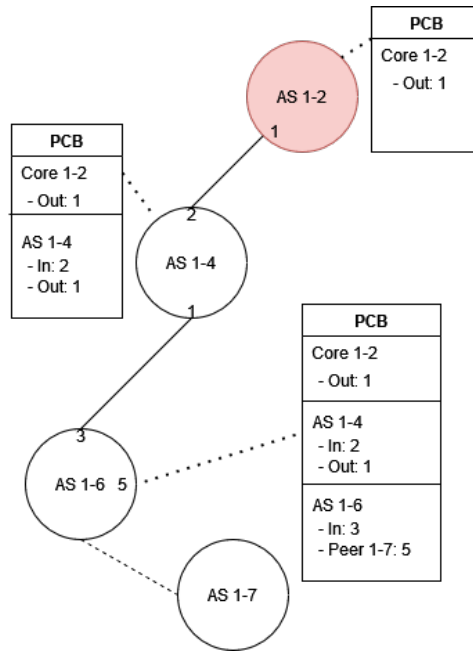 PCB
Core 1-2
- Out: 1
AS 1-2
1
PCB
Core 1-2
- Out: 1
AS 1-4
- In: 2
- Out: 1
2
AS 1-4
1
PCB
Core 1-2
- Out: 1
AS 1-4
- In: 2
- Out: 1
AS 1-6
- In: 3
- Peer 1-7: 5
3
AS 1-6 5
AS 1-7